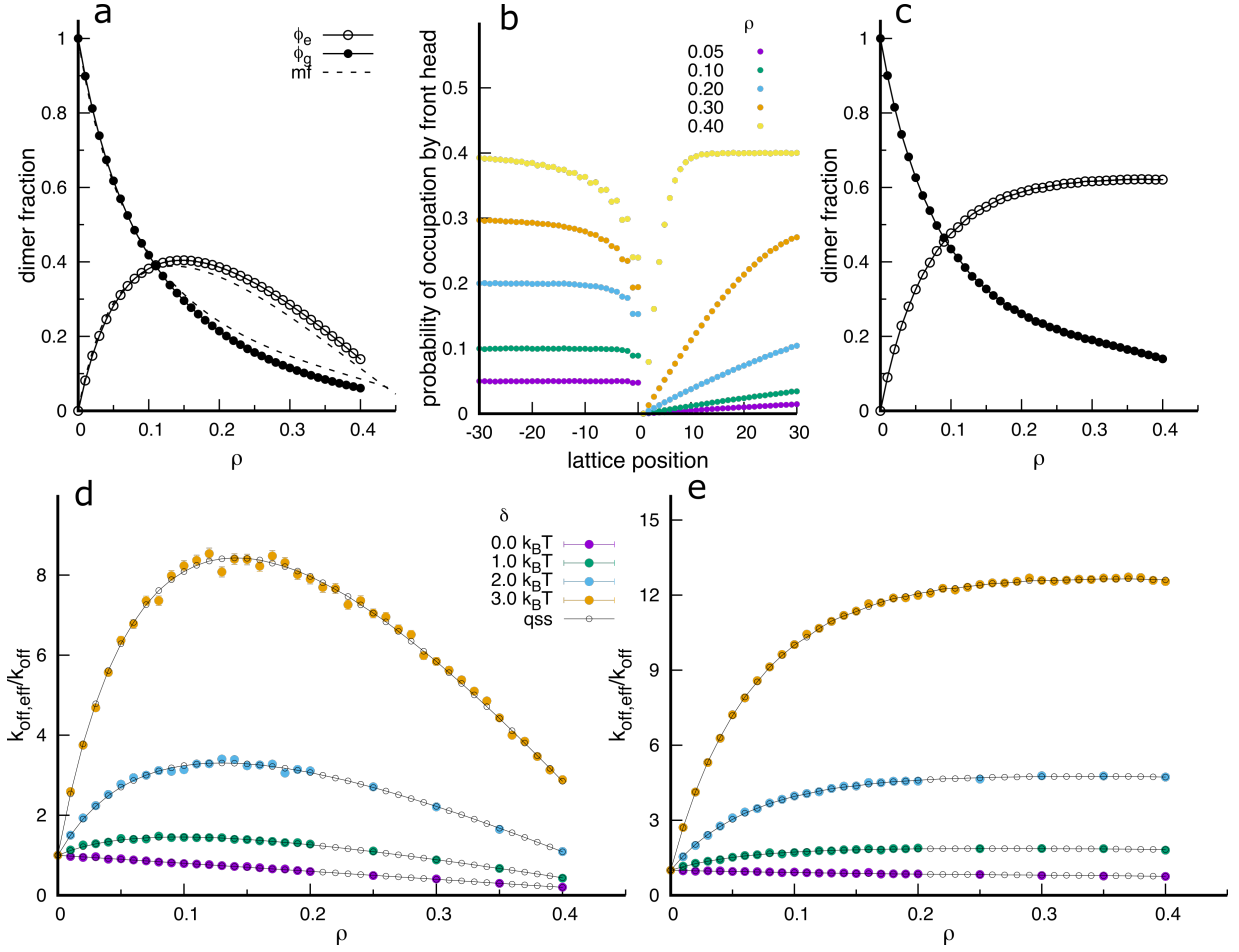 a
ϕe
ϕg
mf
dimer fraction
1
0.8
0.6
0.4
0.2
0
0 0.1 0.2 0.3 0.4
ρ
b
ρ
0.05
0.10
0.20
0.30
0.40
probability of occupation by front head
0.5
0.4
0.3
0.2
0.1
0
-30 -20 -10 0 10 20 30
lattice position
c
dimer fraction
1
0.8
0.6
0.4
0.2
0
0 0.1 0.2 0.3 0.4
ρ
d
δ
0.0 kBT
1.0 kBT
2.0 kBT
3.0 kBT
qss
koff,eff/koff
8
6
4
2
0
0 0.1 0.2 0.3 0.4
ρ
e
koff,eff/koff
15
12
9
6
3
0
0 0.1 0.2 0.3 0.4
ρ